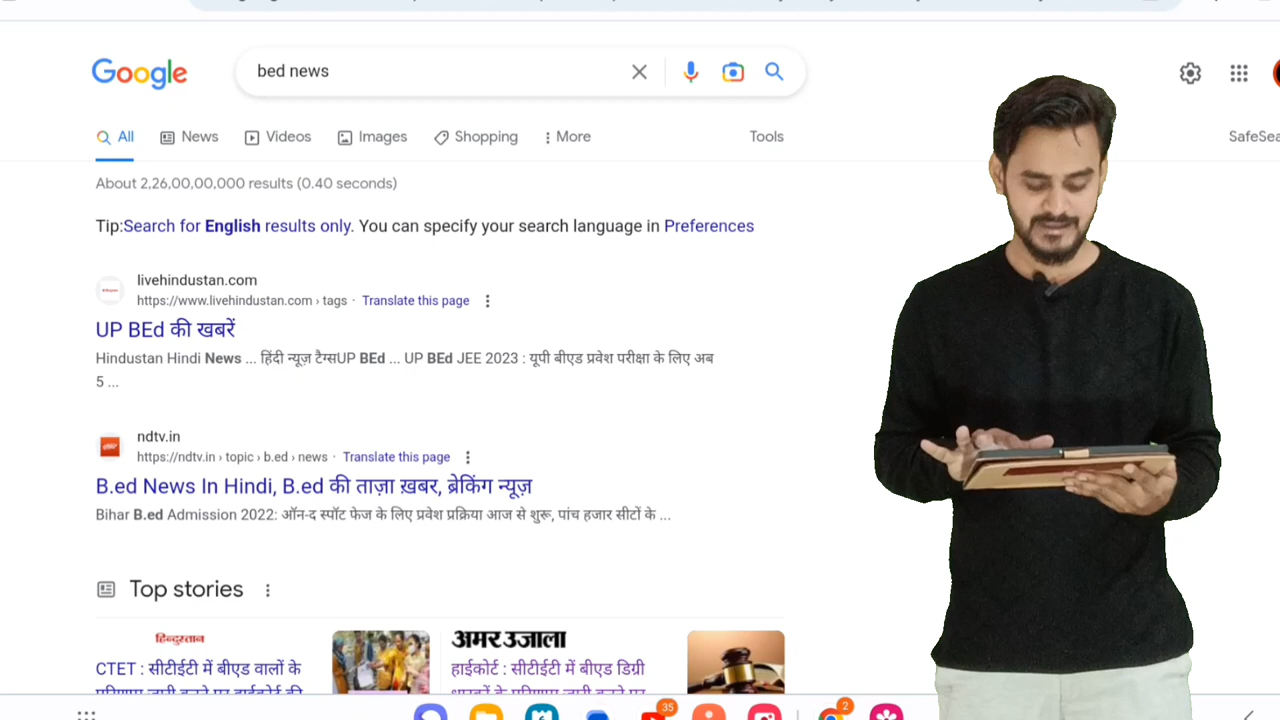 Google
bed news
All
News
Videos
Images
Shopping
More
Tools
About 2,26,00,00,000 results (0.40 seconds)
Tip:Search for English results only. You can specify your search language in Preferences
livehindustan.com
https://www.livehindustan.com › tags · Translate this page
UP BEd की खबरें
Hindustan Hindi News ... हिंदी न्यूज़ टैग्सUP BEd ... UP BEd JEE 2023 : यूपी बीएड प्रवेश परीक्षा के लिए अब
5 ...
ndtv.in
https://ndtv.in › topic › b.ed › news · Translate this page
B.ed News In Hindi, B.ed की ताज़ा ख़बर, ब्रेकिंग न्यूज़
Bihar B.ed Admission 2022: ऑन-द स्पॉट फेज के लिए प्रवेश प्रक्रिया आज से शुरू, पांच हजार सीटों के ...
Top stories
हिन्दुस्तान
CTET : सीटीईटी में बीएड वालों के
अमर उजाला
हाईकोर्ट : सीटीईटी में बीएड डिग्री
35
2